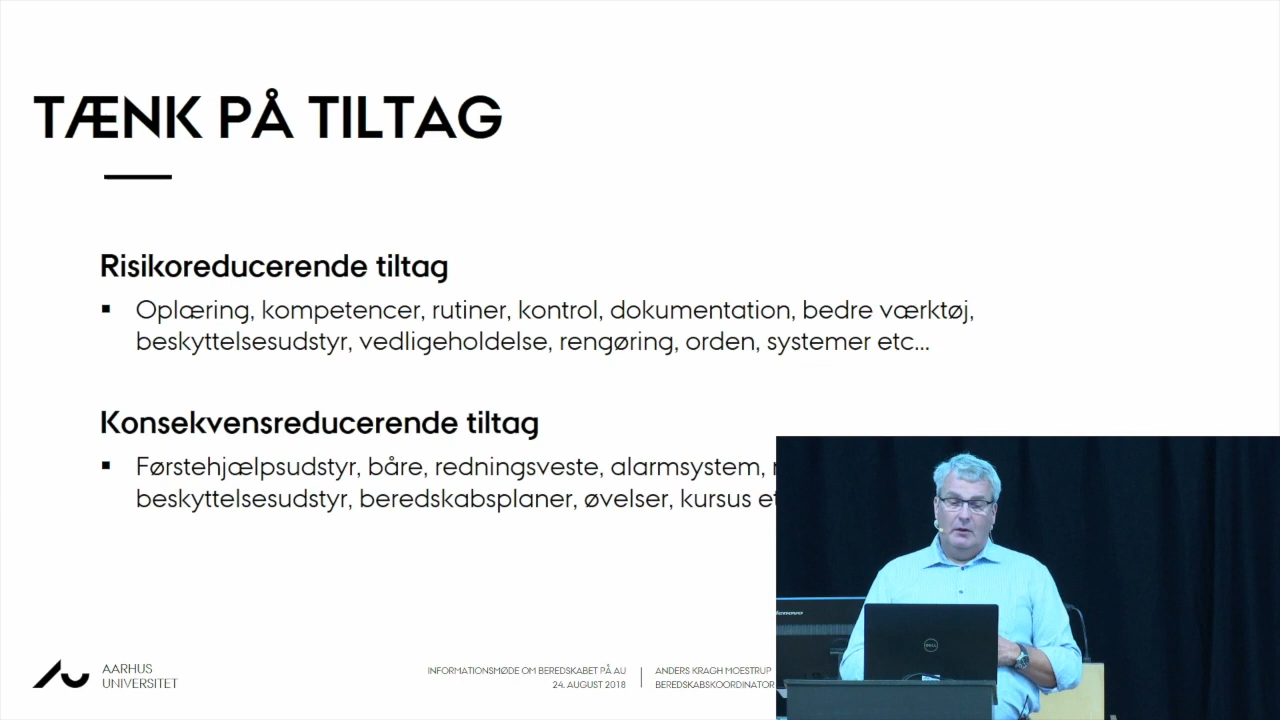 TÆNK PÅ TILTAG
Risikoreducerende tiltag
▪ Oplæring, kompetencer, rutiner, kontrol, dokumentation, bedre værktøj,
beskyttelsesudstyr, vedligeholdelse, rengøring, orden, systemer etc...
Konsekvensreducerende tiltag
▪ Førstehjælpsudstyr, båre, redningsveste, alarmsystem,
beskyttelsesudstyr, beredskabsplaner, øvelser, kursus
lenovo
DELL
AARHUS
UNIVERSITET
INFORMATIONSMØDE OM BEREDSKABET PÅ AU
24. AUGUST 2018
ANDERS KRAGH MOESTRUP
BEREDSKABSKOORDINATOR